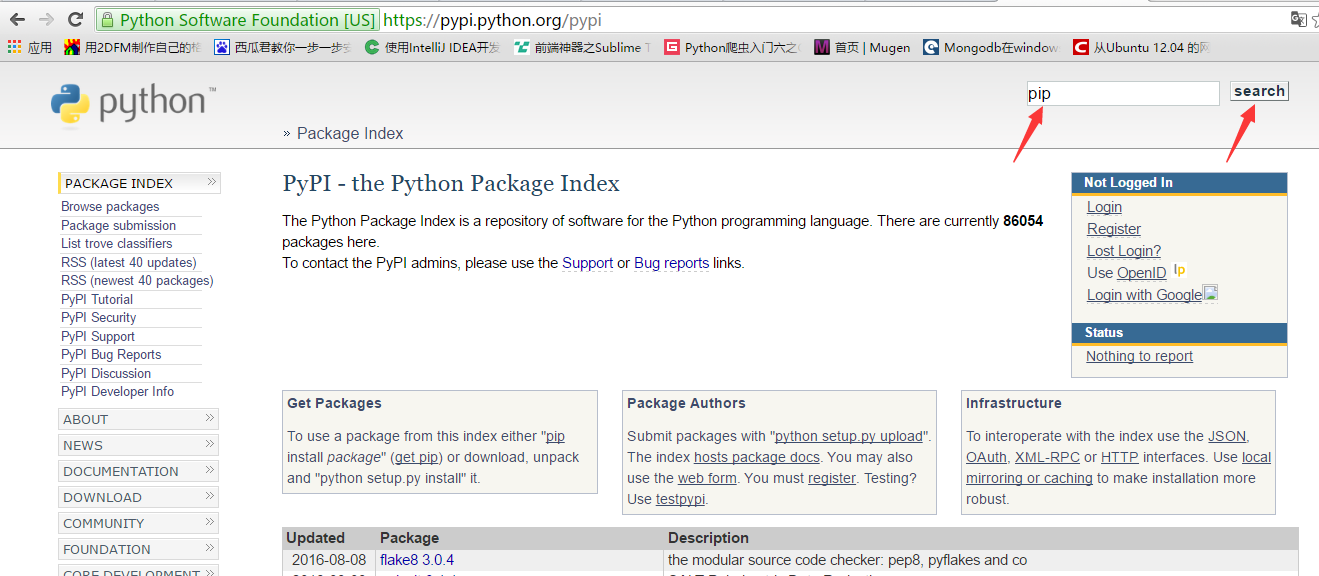 Python Software Foundation [US] https://pypi.python.org/pypi
应用 用2DFM制作自己的格 西瓜君教你一步一步 使用IntelliJ IDEA开发 前端神器之Sublime T Python爬虫入门六之 首页 | Mugen Mongodb在window 从Ubuntu 12.04 的
python™
pip search
» Package Index
PACKAGE INDEX »
Browse packages
Package submission
List trove classifiers
RSS (latest 40 updates)
RSS (newest 40 packages)
PyPI Tutorial
PyPI Security
PyPI Support
PyPI Bug Reports
PyPI Discussion
PyPI Developer Info
ABOUT »
NEWS »
DOCUMENTATION »
DOWNLOAD »
COMMUNITY »
FOUNDATION »
CORE DEVELOPMENT »
PyPI - the Python Package Index
The Python Package Index is a repository of software for the Python programming language. There are currently 86054
packages here.
To contact the PyPI admins, please use the Support or Bug reports links.
Not Logged In
Login
Register
Lost Login?
Use OpenID lp
Login with Google
Status
Nothing to report
Get Packages
To use a package from this index either "pip
install package" (get pip) or download, unpack
and "python setup.py install" it.
Package Authors
Submit packages with "python setup.py upload".
The index hosts package docs. You may also
use the web form. You must register. Testing?
Use testpypi.
Infrastructure
To interoperate with the index use the JSON,
OAuth, XML-RPC or HTTP interfaces. Use local
mirroring or caching to make installation more
robust.
Updated Package Description
2016-08-08 flake8 3.0.4 the modular source code checker: pep8, pyflakes and co